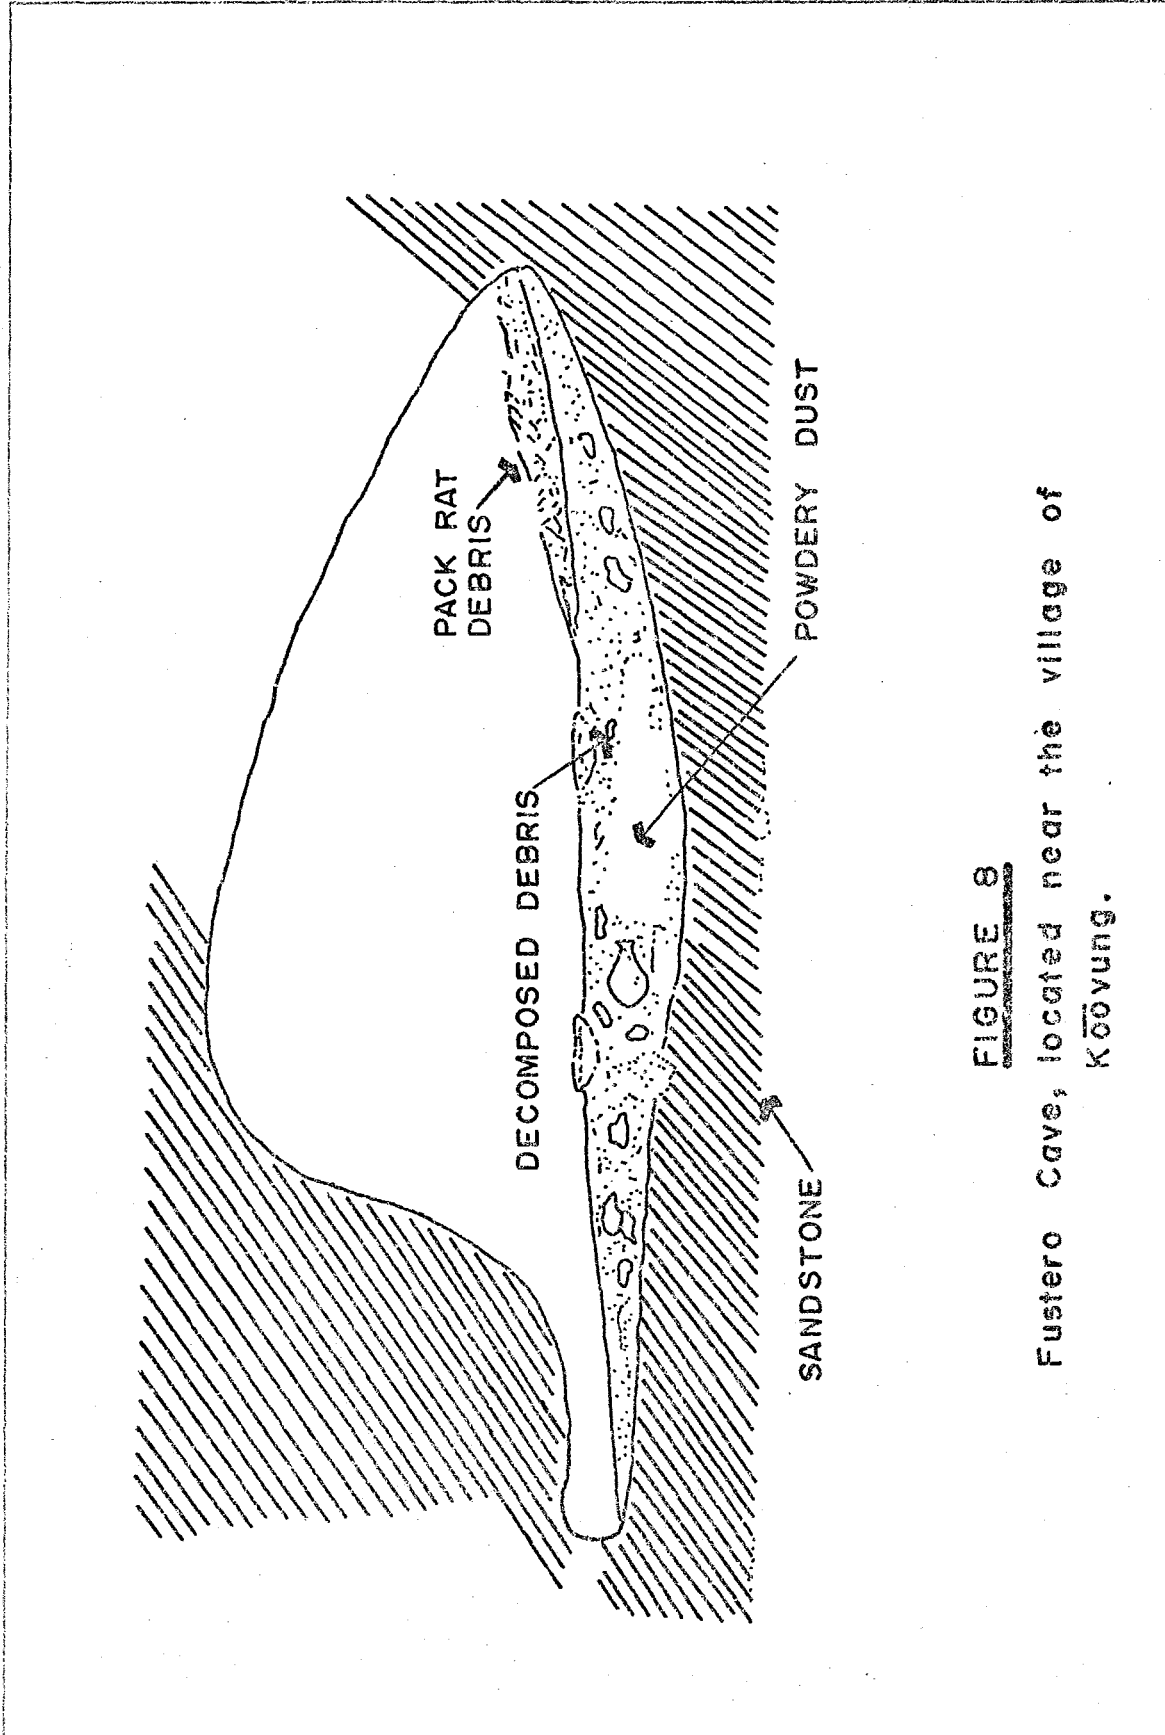 PACK RAT
DEBRIS
DECOMPOSED DEBRIS
POWDERY DUST
SANDSTONE
FIGURE 8
Fustero Cave, located near the village of
Kōōvung.